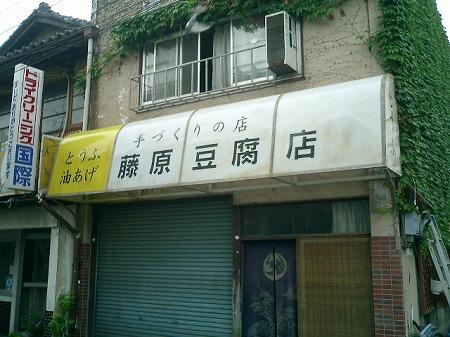 手づくりの店
藤原豆腐店
とうふ
油あげ
ドライクリーニング
国際